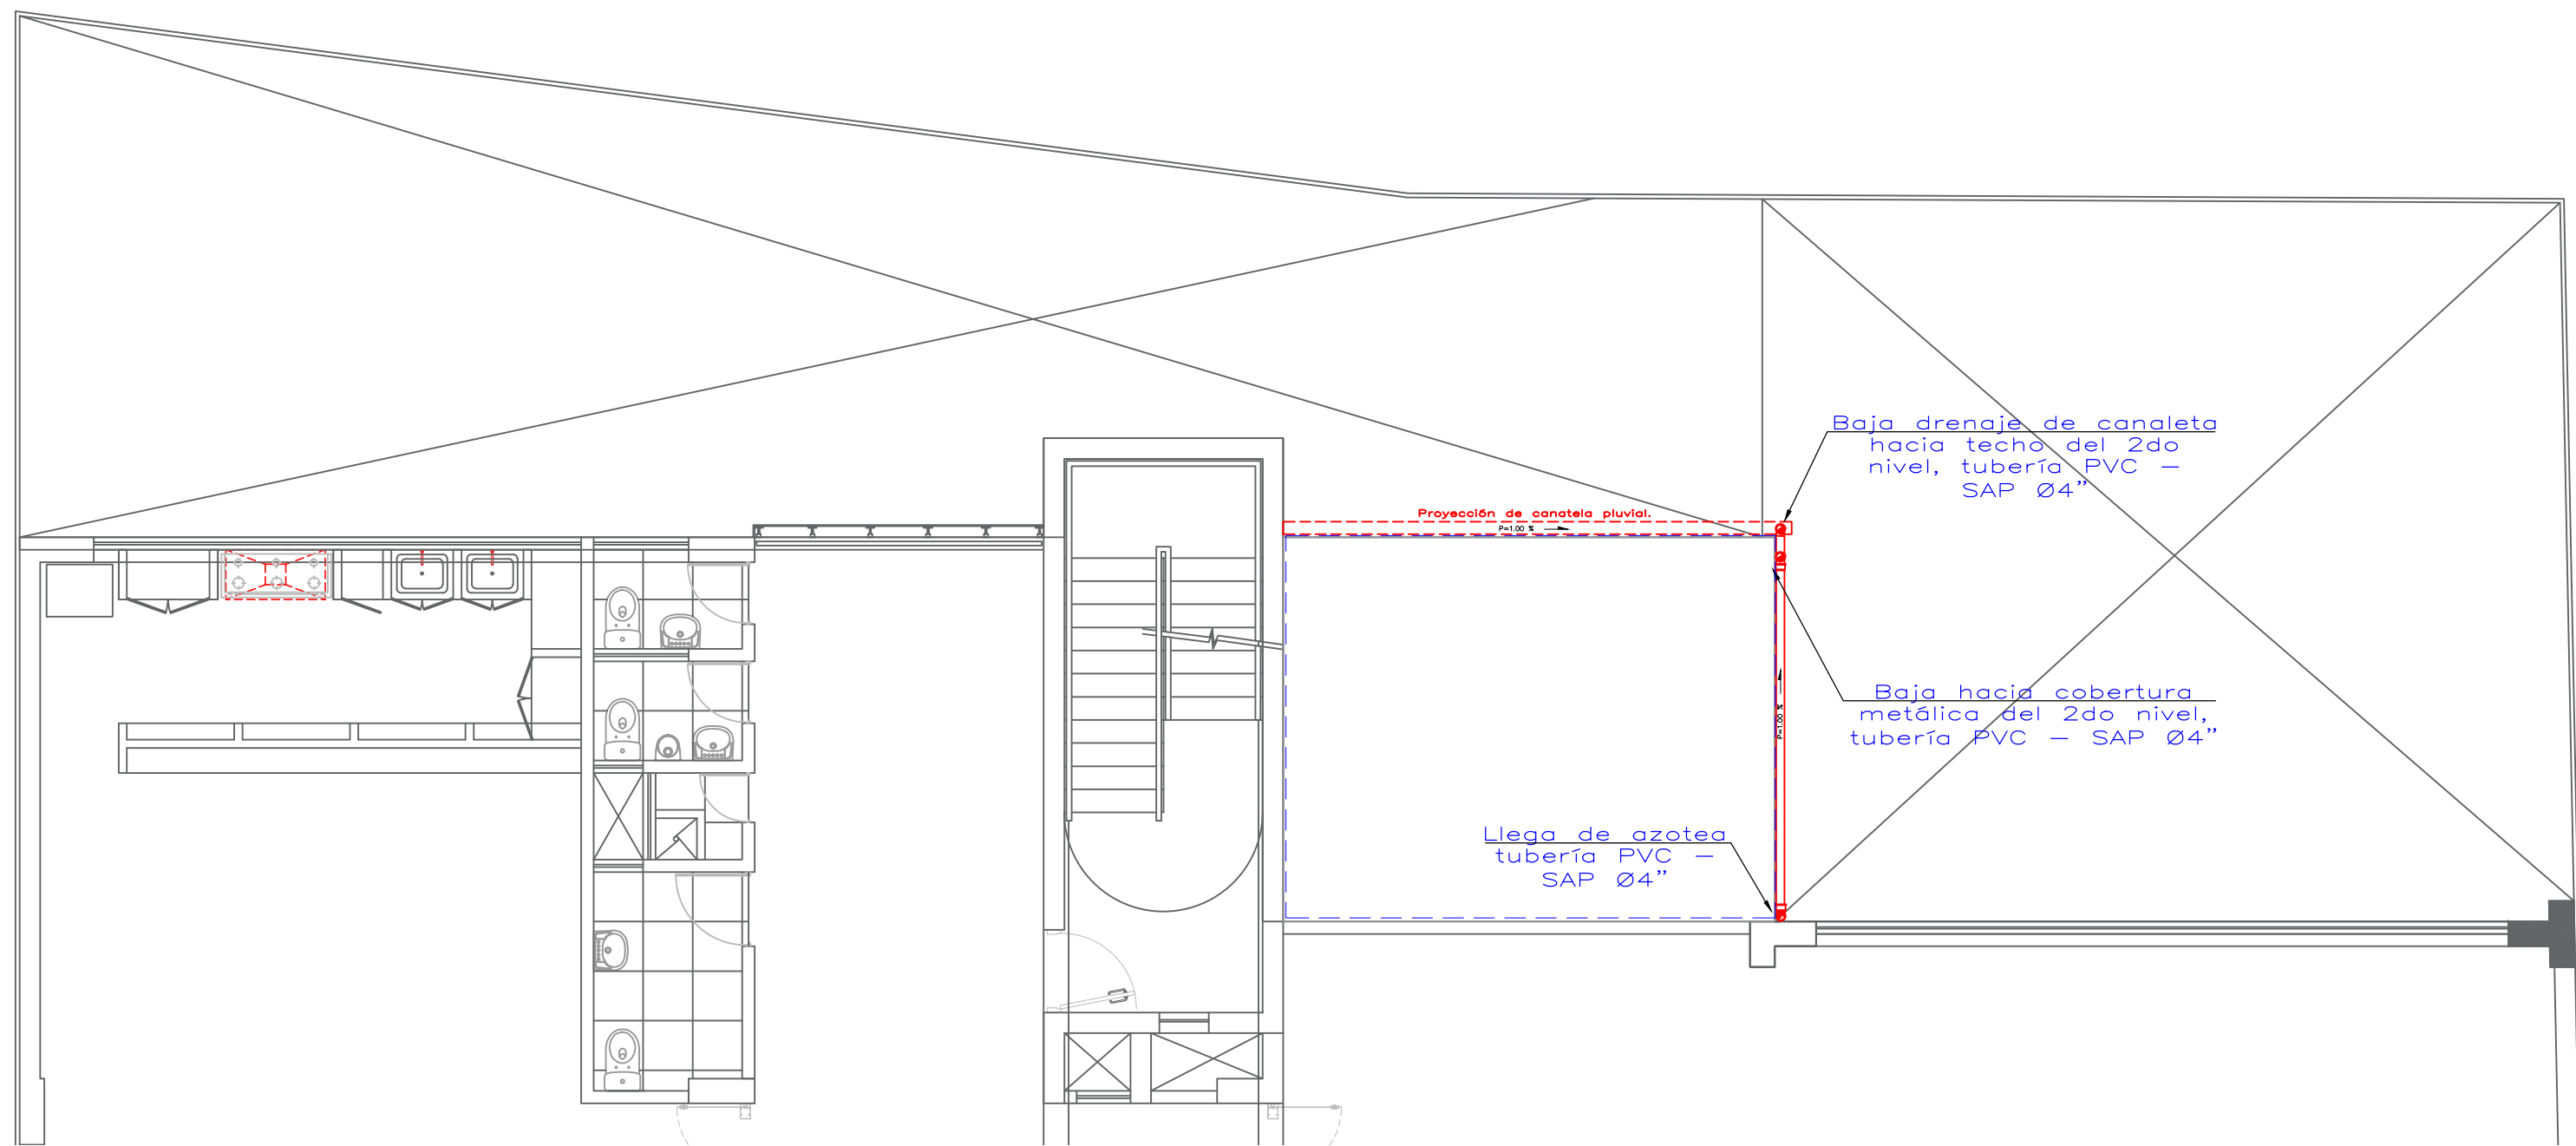 Baja drenaje de canaleta
hacia techo del 2do
nivel, tubería PVC –
SAP Ø4”
Proyección de canatela pluvial.
P=1.00 %
Baja hacia cobertura
metálica del 2do nivel,
tubería PVC – SAP Ø4”
P=1.00 %
Llega de azotea
tubería PVC –
SAP Ø4”